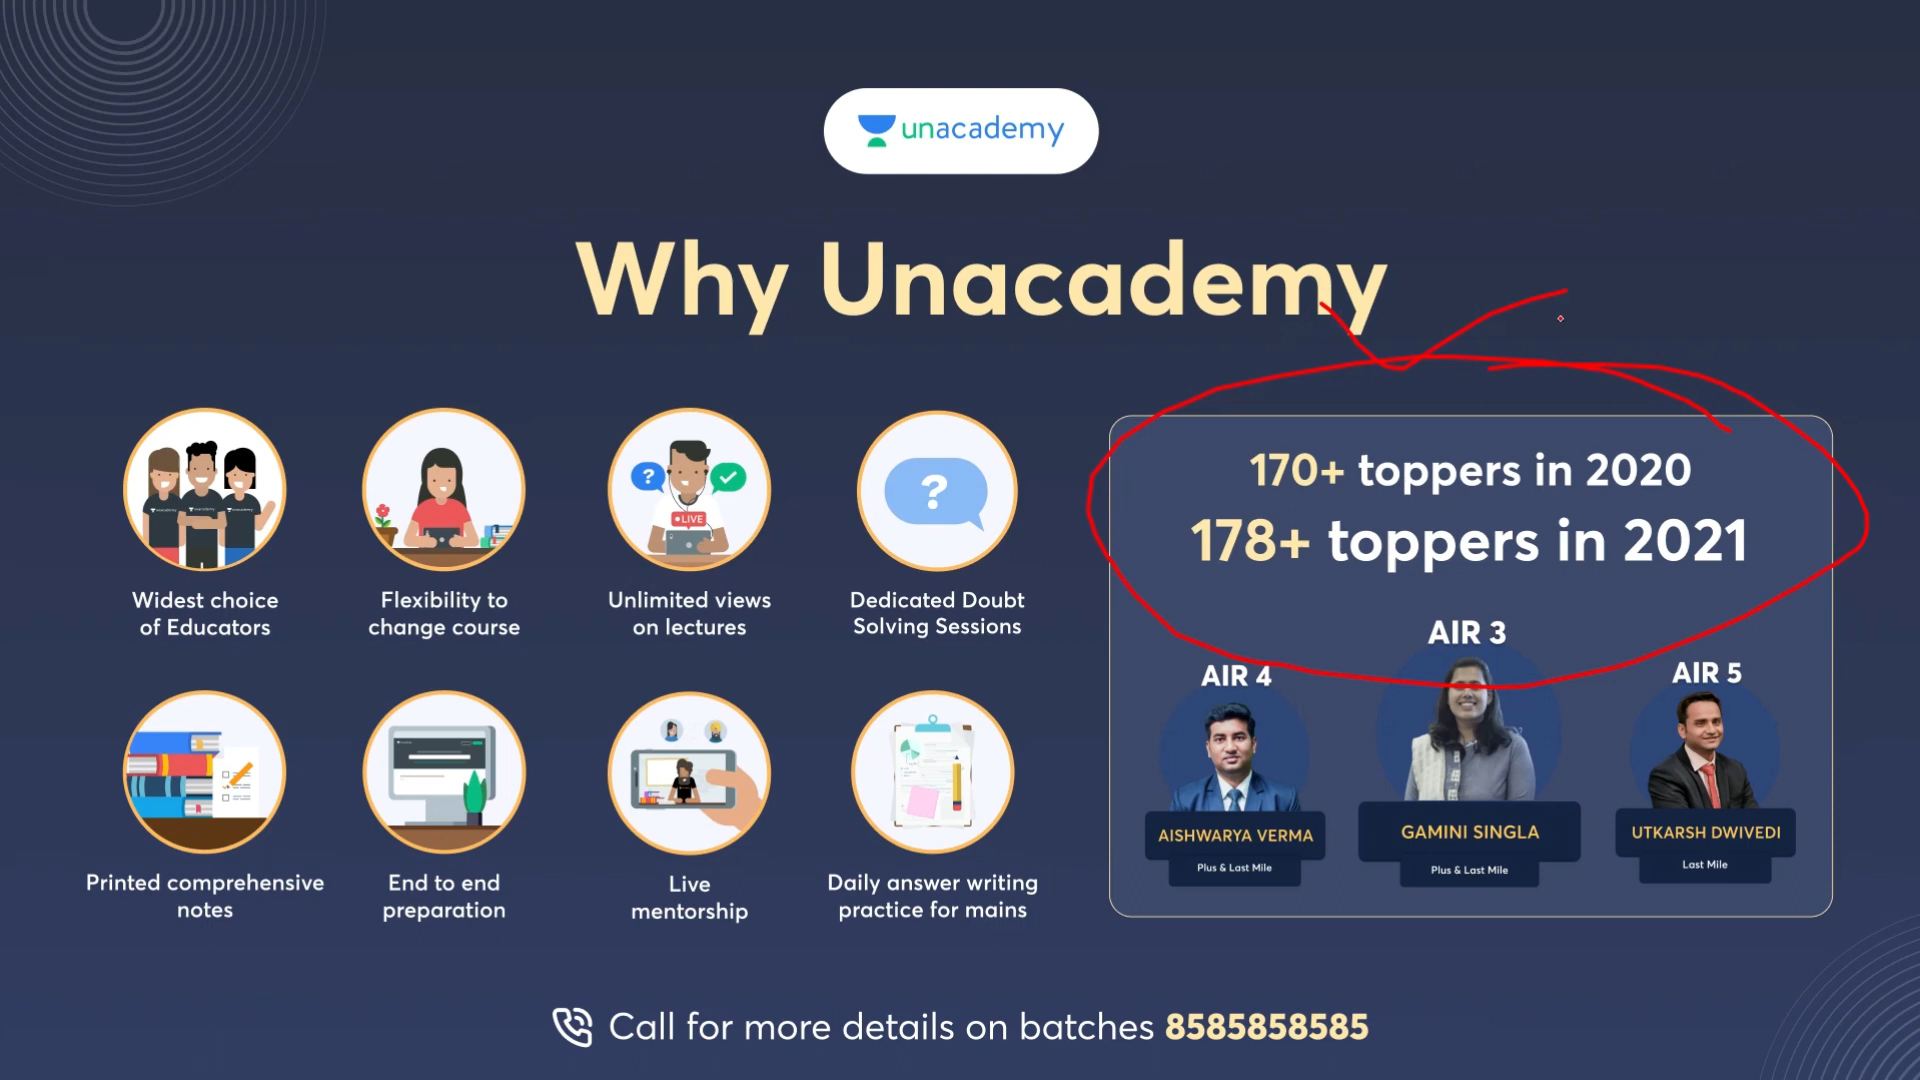 unacademy
Why Unacademy
LIVE
Widest choice
of Educators
Flexibility to
change course
Unlimited views
on lectures
Dedicated Doubt
Solving Sessions
Printed comprehensive
notes
End to end
preparation
Live
mentorship
Daily answer writing
practice for mains
170+ toppers in 2020
178+ toppers in 2021
AIR 4
AISHWARYA VERMA
Plus & Last Mile
AIR 3
GAMINI SINGLA
Plus & Last Mile
AIR 5
UTKARSH DWIVEDI
Last Mile
Call for more details on batches 8585858585